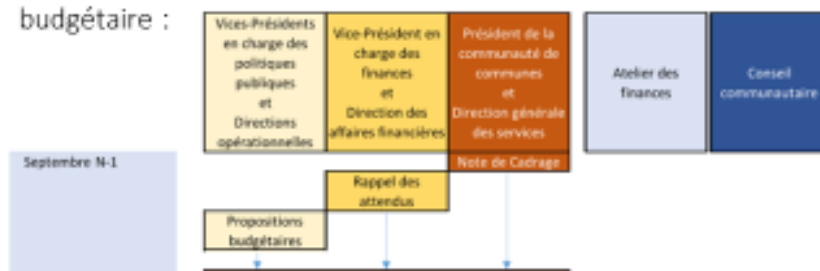 budgétaire :
Vices-Présidents
en charge des
politiques
publiques
et
Directions
opérationnelles
Vice-Président en
charge des
finances
et
Direction des
affaires financières
Président de la
communauté de
communes
et
Direction générale
des services
Atelier des
finances
Conseil
communautaire
Septembre N-1
Note de Cadrage
Rappel des
attendus
Propositions
budgétaires